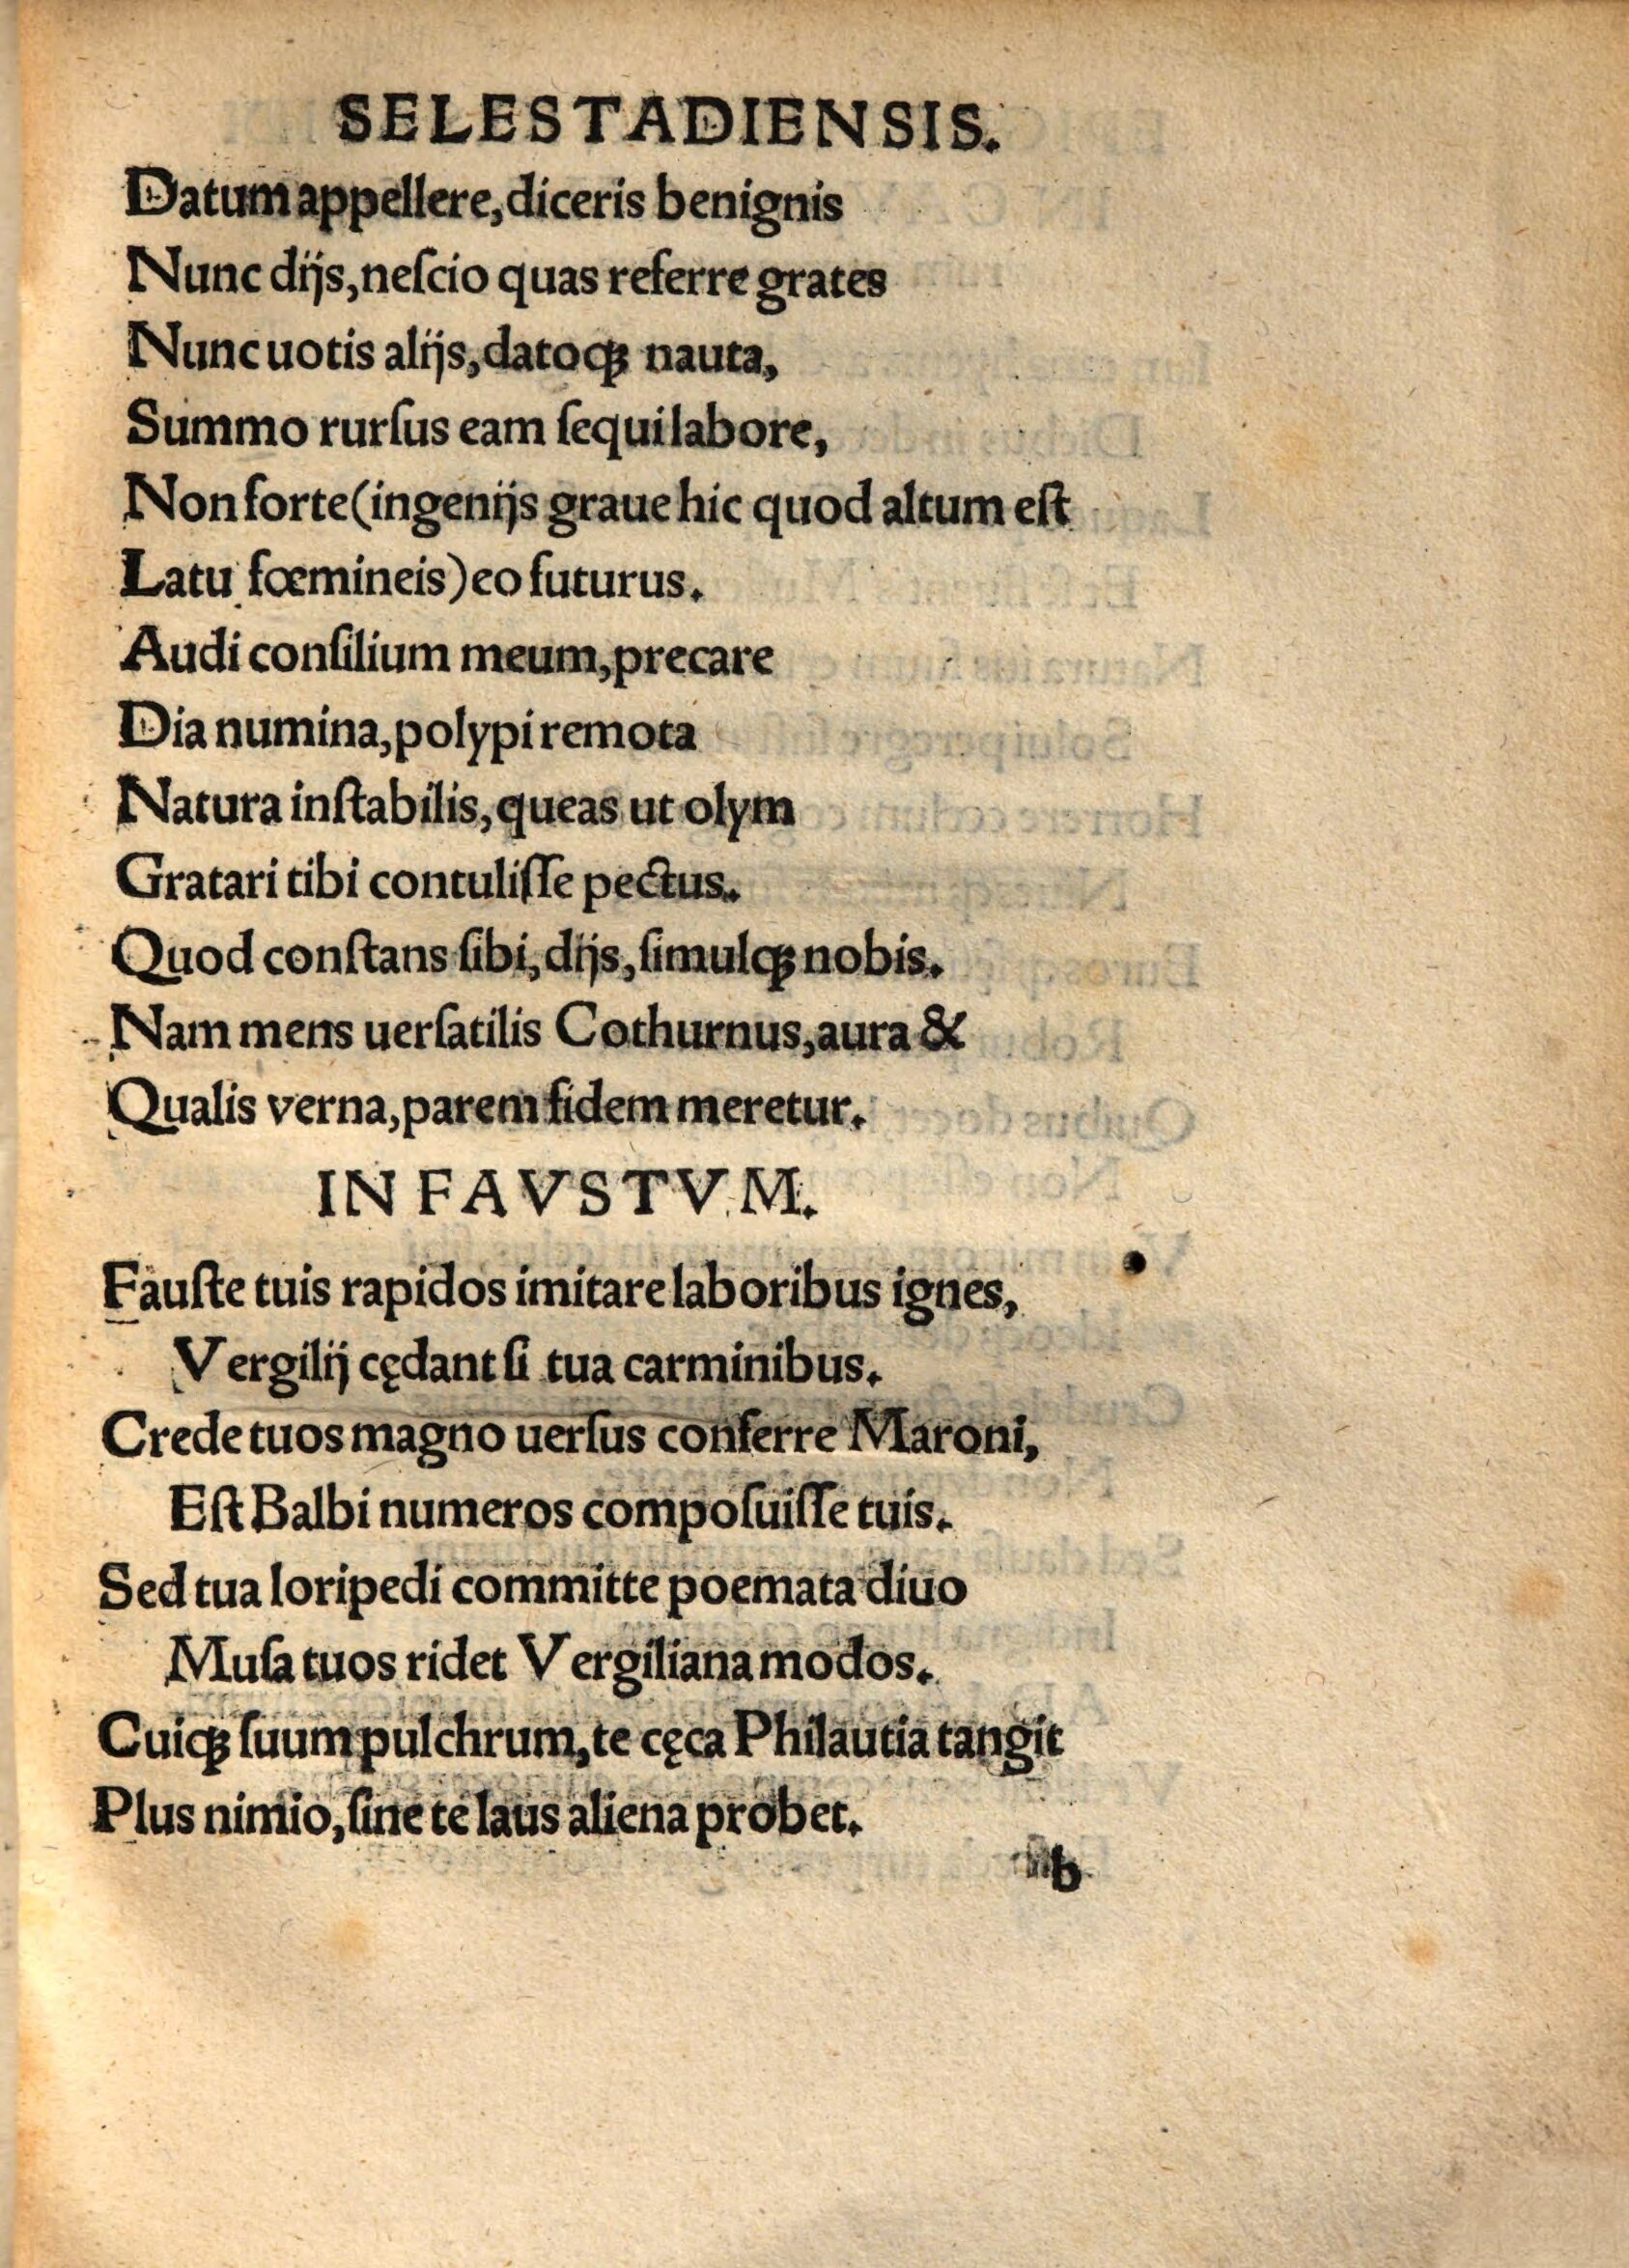 SELESTADIENSIS.
Datum appellere, diceris benignis
Nunc dijs, neſcio quas referre grates
Nunc uotis alijs, datoqꝫ nauta,
Summo rurſus eam ſequi labore,
Non forte (ingenijs graue hic quod altum eſt
Latu fœmineis) eo futurus.
Audi conſilium meum, precare
Dia numina, polypi remota
Natura inſtabilis, queas ut olym
Gratari tibi contuliſſe pectus.
Quod conſtans ſibi, dijs, ſimulqꝫ nobis.
Nam mens uerſatilis Cothurnus, aura &
Qualis verna, parem fidem meretur.
IN FAVSTVM.
Fauſte tuis rapidos imitare laboribus ignes,
Vergilij cędant ſi tua carminibus.
Crede tuos magno uerſus conferre Maroni,
Eſt Balbi numeros compoſuiſſe tuis.
Sed tua loripedi committe poemata diuo
Muſa tuos ridet Vergiliana modos.
Cuiqꝫ ſuum pulchrum, te cęca Philautia tangit
Plus nimio, ſine te laus aliena probet.
b